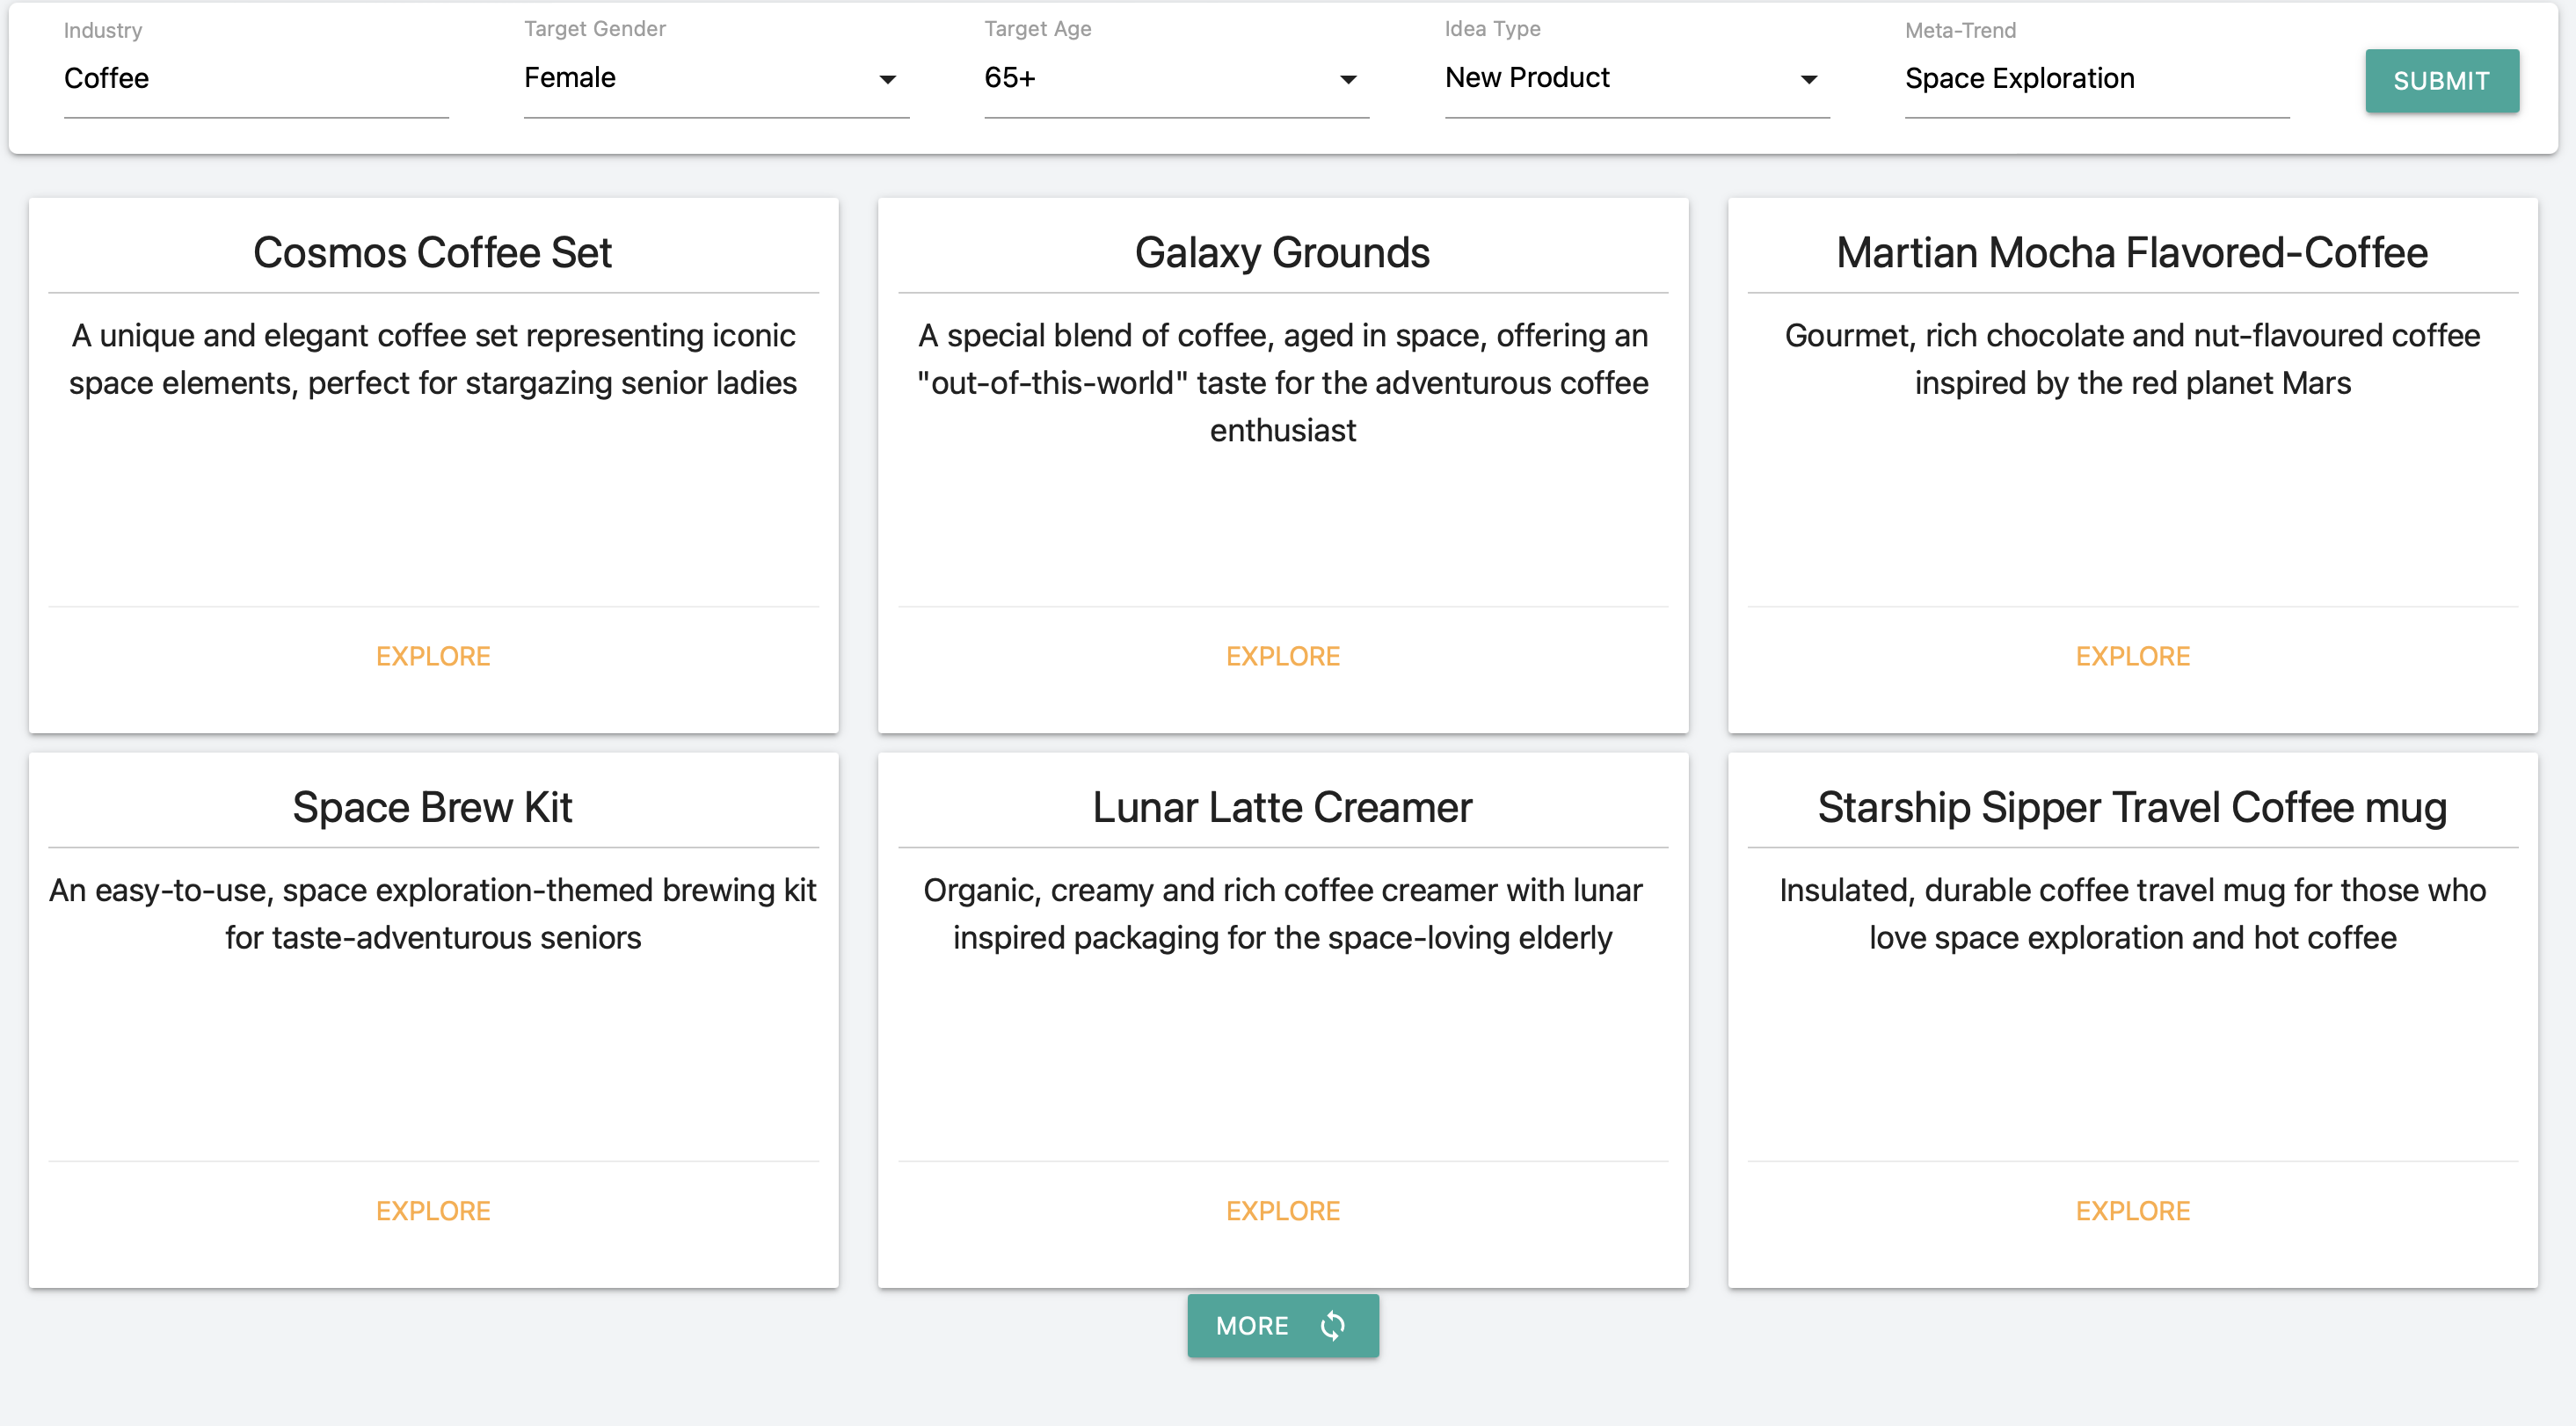 Industry
Coffee
Target Gender
Female
Target Age
65+
Idea Type
New Product
Meta-Trend
Space Exploration
SUBMIT
Cosmos Coffee Set
A unique and elegant coffee set representing iconic
space elements, perfect for stargazing senior ladies
EXPLORE
Galaxy Grounds
A special blend of coffee, aged in space, offering an
"out-of-this-world" taste for the adventurous coffee
enthusiast
EXPLORE
Martian Mocha Flavored-Coffee
Gourmet, rich chocolate and nut-flavoured coffee
inspired by the red planet Mars
EXPLORE
Space Brew Kit
An easy-to-use, space exploration-themed brewing kit
for taste-adventurous seniors
EXPLORE
Lunar Latte Creamer
Organic, creamy and rich coffee creamer with lunar
inspired packaging for the space-loving elderly
EXPLORE
Starship Sipper Travel Coffee mug
Insulated, durable coffee travel mug for those who
love space exploration and hot coffee
EXPLORE
MORE